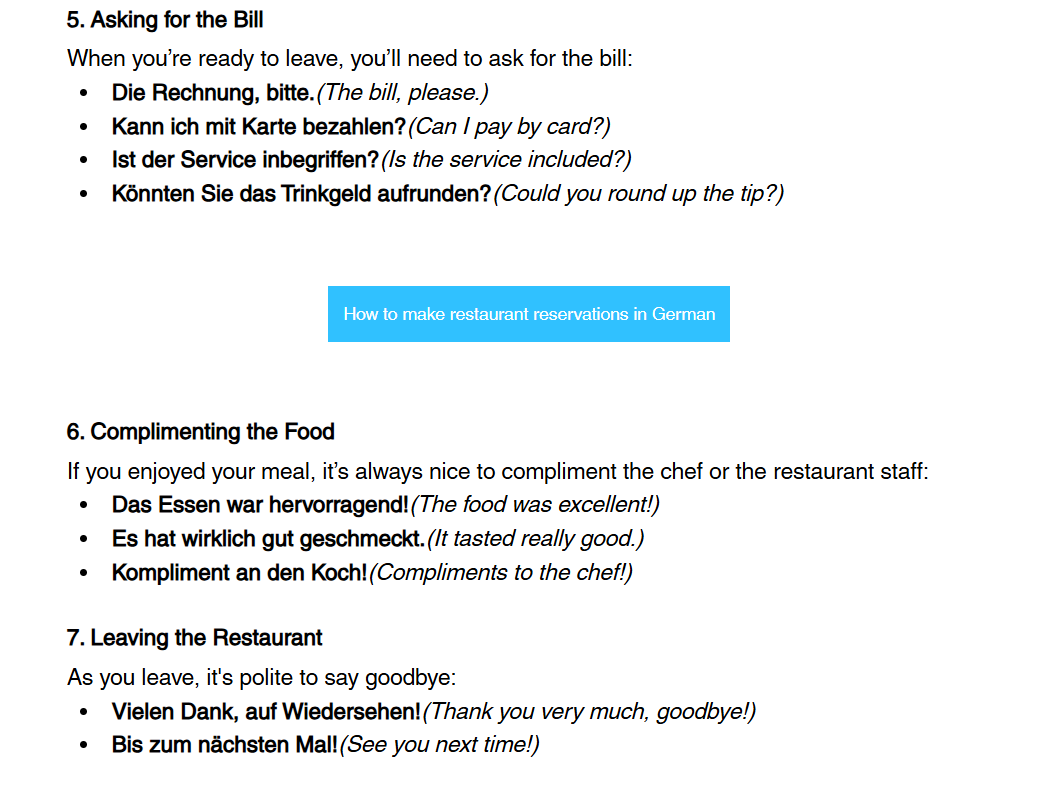 5. Asking for the Bill
When you’re ready to leave, you’ll need to ask for the bill:
• Die Rechnung, bitte.(The bill, please.)
• Kann ich mit Karte bezahlen?(Can I pay by card?)
• Ist der Service inbegriffen?(Is the service included?)
• Könnten Sie das Trinkgeld aufrunden?(Could you round up the tip?)
How to make restaurant reservations in German
6. Complimenting the Food
If you enjoyed your meal, it’s always nice to compliment the chef or the restaurant staff:
• Das Essen war hervorragend!(The food was excellent!)
• Es hat wirklich gut geschmeckt.(It tasted really good.)
• Kompliment an den Koch!(Compliments to the chef!)
7. Leaving the Restaurant
As you leave, it's polite to say goodbye:
• Vielen Dank, auf Wiedersehen!(Thank you very much, goodbye!)
• Bis zum nächsten Mal!(See you next time!)